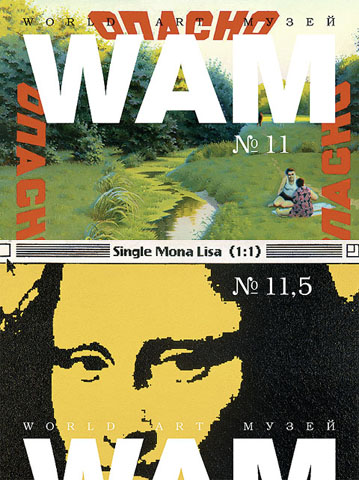 WORLD ART МУЗЕЙ
ОПАСНО
WAM
№ 11
ОПАСНО
ОПАСНО
Single Mona Lisa (1:1)
№ 11,5
WORLD ART МУЗЕЙ
WAM